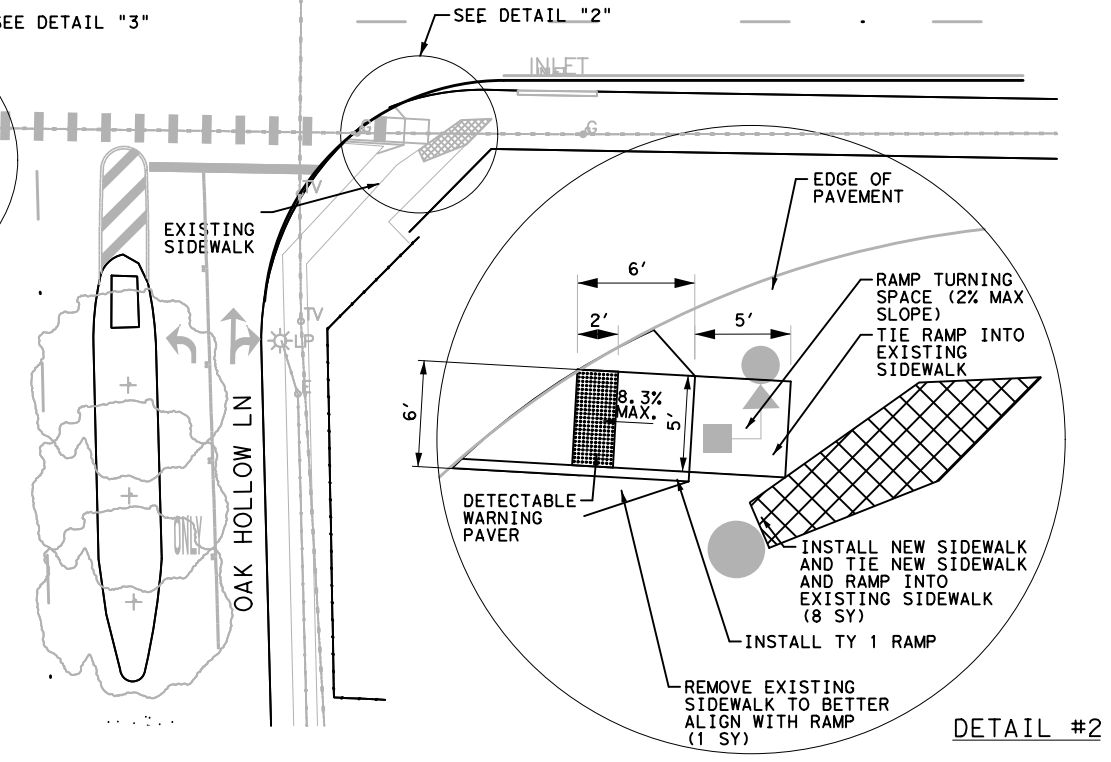 SEE DETAIL "3"
SEE DETAIL "2"
INLET
G
G
EDGE OF
PAVEMENT
TV
EXISTING
SIDEWALK
6'
RAMP TURNING
SPACE (2% MAX
SLOPE)
2'
5'
TIE RAMP INTO
EXISTING
SIDEWALK
TV
LP
E
8.3%
MAX.
5'
6'
OAK HOLLOW LN
ONLY
DETECTABLE
WARNING
PAVER
INSTALL NEW SIDEWALK
AND TIE NEW SIDEWALK
AND RAMP INTO
EXISTING SIDEWALK
(8 SY)
INSTALL TY 1 RAMP
REMOVE EXISTING
SIDEWALK TO BETTER
ALIGN WITH RAMP
(1 SY)
DETAIL #2